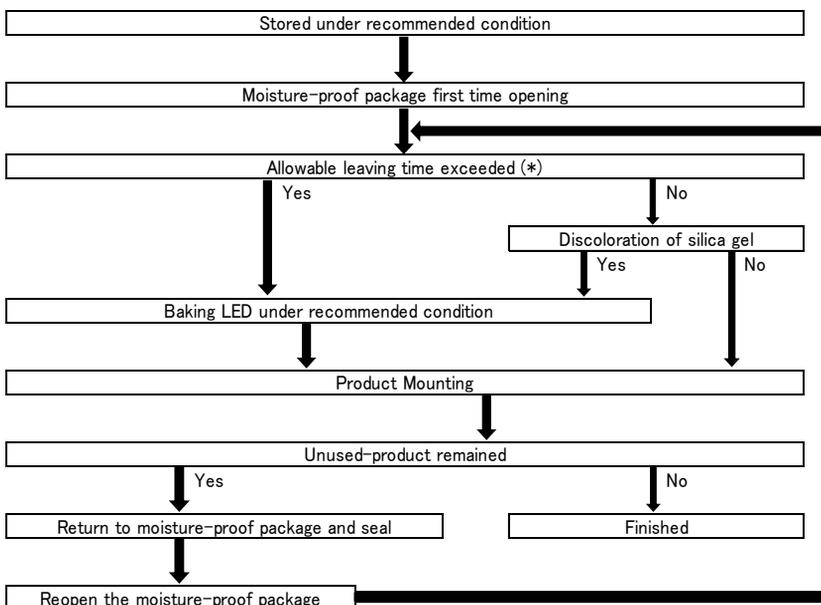 Stored under recommended condition
Moisture-proof package first time opening
Allowable leaving time exceeded (*)
Yes
No
Discoloration of silica gel
Yes
No
Baking LED under recommended condition
Product Mounting
Unused-product remained
Yes
No
Return to moisture-proof package and seal
Finished
Reopen the moisture-proof package